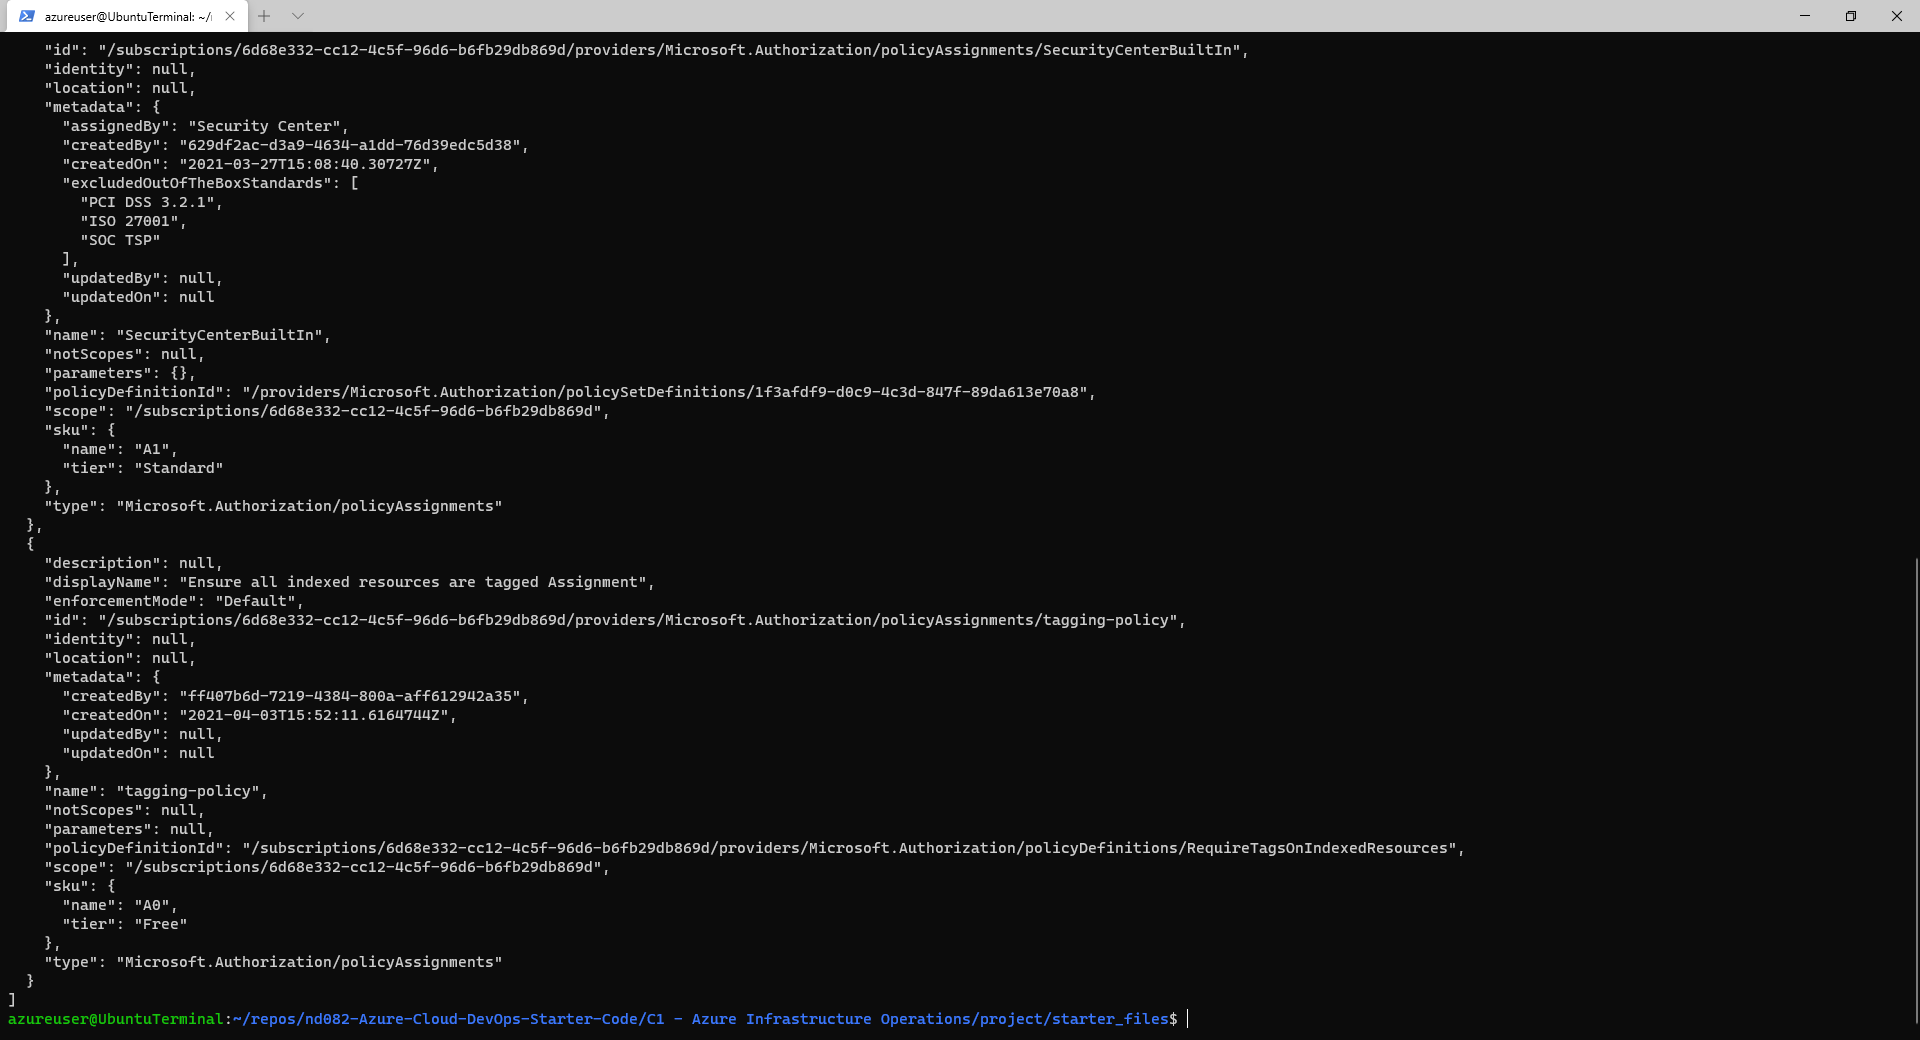 azureuser@UbuntuTerminal: ~/
    "id": "/subscriptions/6d68e332-cc12-4c5f-96d6-b6fb29db869d/providers/Microsoft.Authorization/policyAssignments/SecurityCenterBuiltIn",
    "identity": null,
    "location": null,
    "metadata": {
      "assignedBy": "Security Center",
      "createdBy": "629df2ac-d3a9-4634-a1dd-76d39edc5d38",
      "createdOn": "2021-03-27T15:08:40.30727Z",
      "excludedOutOfTheBoxStandards": [
        "PCI DSS 3.2.1",
        "ISO 27001",
        "SOC TSP"
      ],
      "updatedBy": null,
      "updatedOn": null
    },
    "name": "SecurityCenterBuiltIn",
    "notScopes": null,
    "parameters": {},
    "policyDefinitionId": "/providers/Microsoft.Authorization/policySetDefinitions/1f3afdf9-d0c9-4c3d-847f-89da613e70a8",
    "scope": "/subscriptions/6d68e332-cc12-4c5f-96d6-b6fb29db869d",
    "sku": {
      "name": "A1",
      "tier": "Standard"
    },
    "type": "Microsoft.Authorization/policyAssignments"
  },
  {
    "description": null,
    "displayName": "Ensure all indexed resources are tagged Assignment",
    "enforcementMode": "Default",
    "id": "/subscriptions/6d68e332-cc12-4c5f-96d6-b6fb29db869d/providers/Microsoft.Authorization/policyAssignments/tagging-policy",
    "identity": null,
    "location": null,
    "metadata": {
      "createdBy": "ff407b6d-7219-4384-800a-aff612942a35",
      "createdOn": "2021-04-03T15:52:11.6164744Z",
      "updatedBy": null,
      "updatedOn": null
    },
    "name": "tagging-policy",
    "notScopes": null,
    "parameters": null,
    "policyDefinitionId": "/subscriptions/6d68e332-cc12-4c5f-96d6-b6fb29db869d/providers/Microsoft.Authorization/policyDefinitions/RequireTagsOnIndexedResources",
    "scope": "/subscriptions/6d68e332-cc12-4c5f-96d6-b6fb29db869d",
    "sku": {
      "name": "A0",
      "tier": "Free"
    },
    "type": "Microsoft.Authorization/policyAssignments"
  }
]
azureuser@UbuntuTerminal:~/repos/nd082-Azure-Cloud-DevOps-Starter-Code/C1 - Azure Infrastructure Operations/project/starter_files$